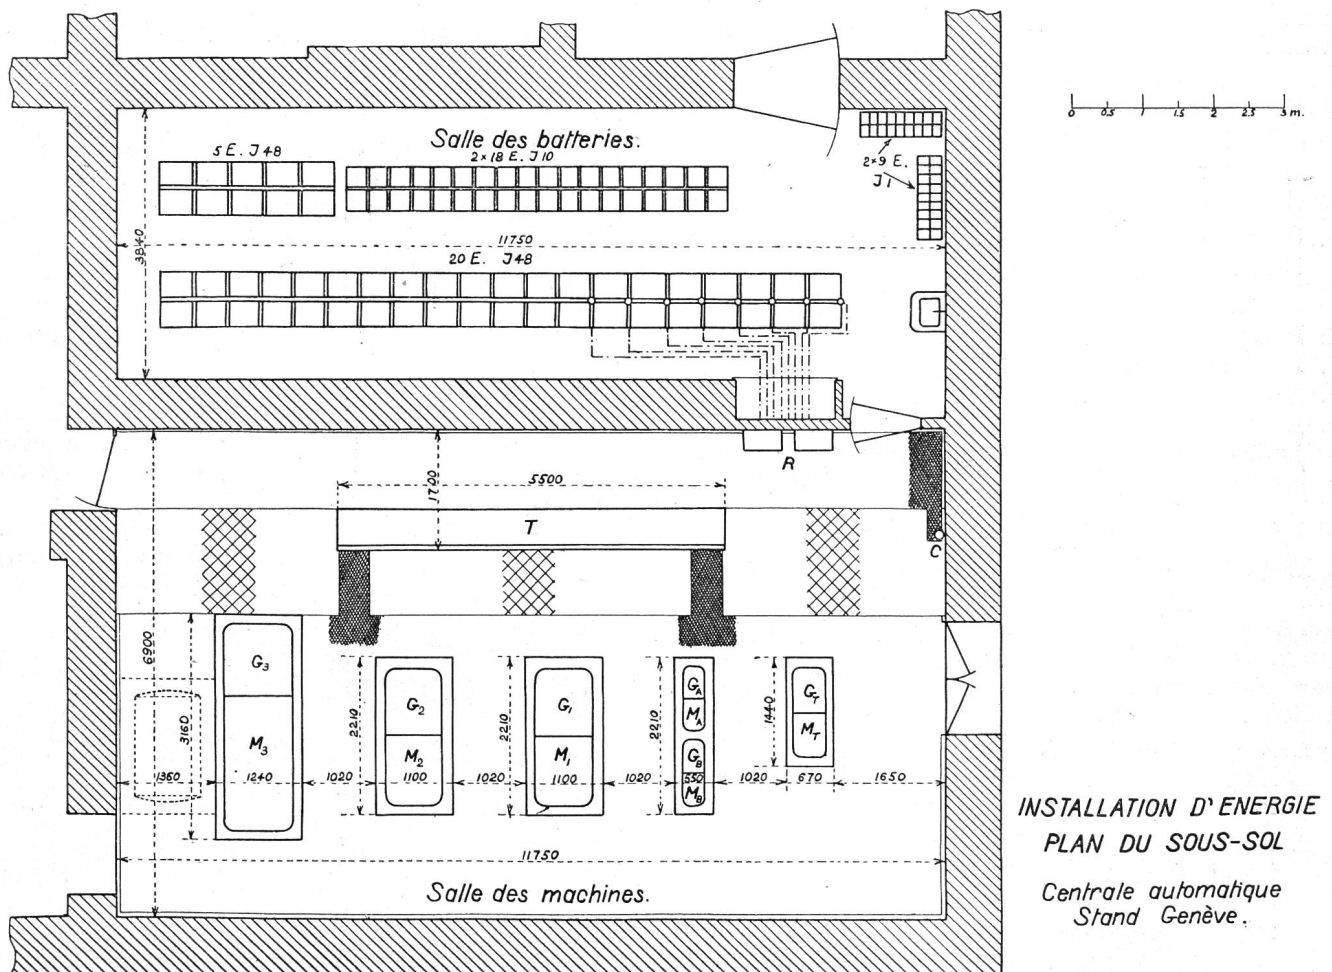 0 0,5 1 1,5 2 2,5 3 m.
Salle des batteries.
5 E. J 48
2×18 E. J 10
2×9 E.
J 1
3840
11750
20 E. J 48
R
1700
5500
T
C
6900
3160
G3
M3
2210
G2
M2
2210
G1
M1
2210
GA
MA
GB
MB
1440
GT
MT
1360 1240 1020 1100 1020 1100 1020 550 1020 670 1650
11750
Salle des machines.
INSTALLATION D'ENERGIE
PLAN DU SOUS-SOL
Centrale automatique
Stand Genève.